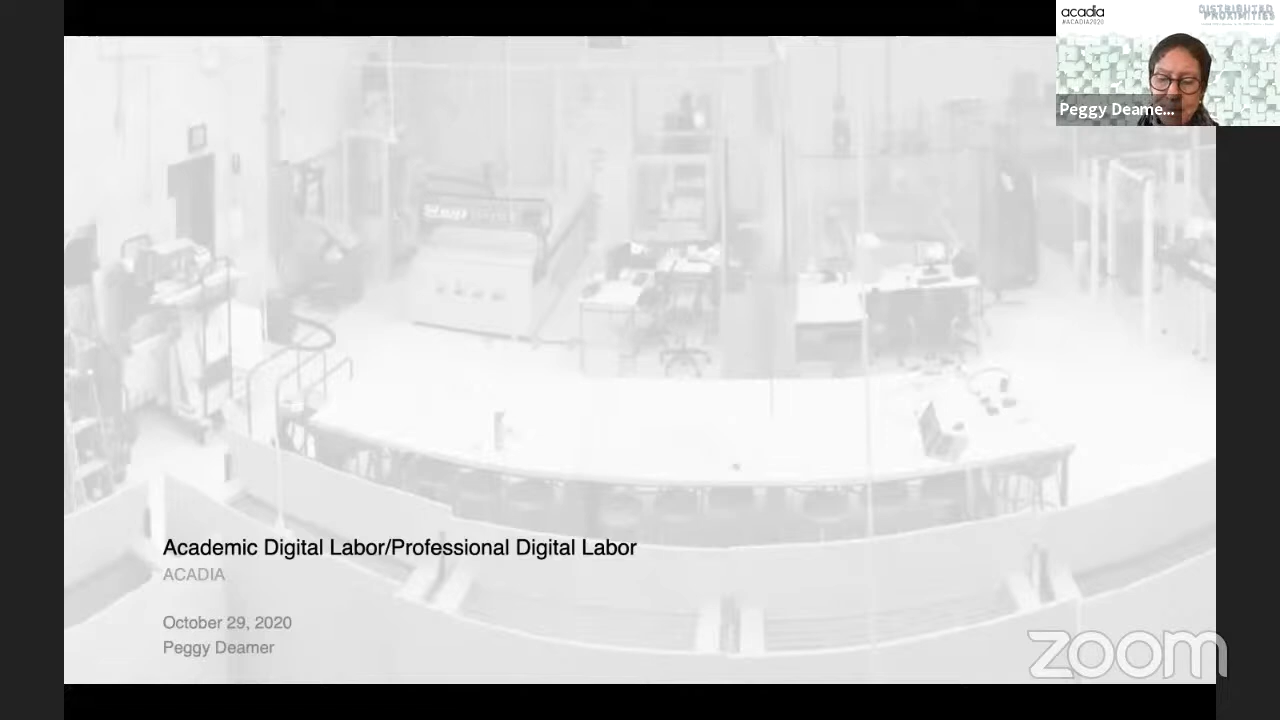 acadia
#ACADIA2020
DISTRIBUTED
PROXIMITIES
Peggy Deame...
Academic Digital Labor/Professional Digital Labor
ACADIA
October 29, 2020
Peggy Deamer
zoom